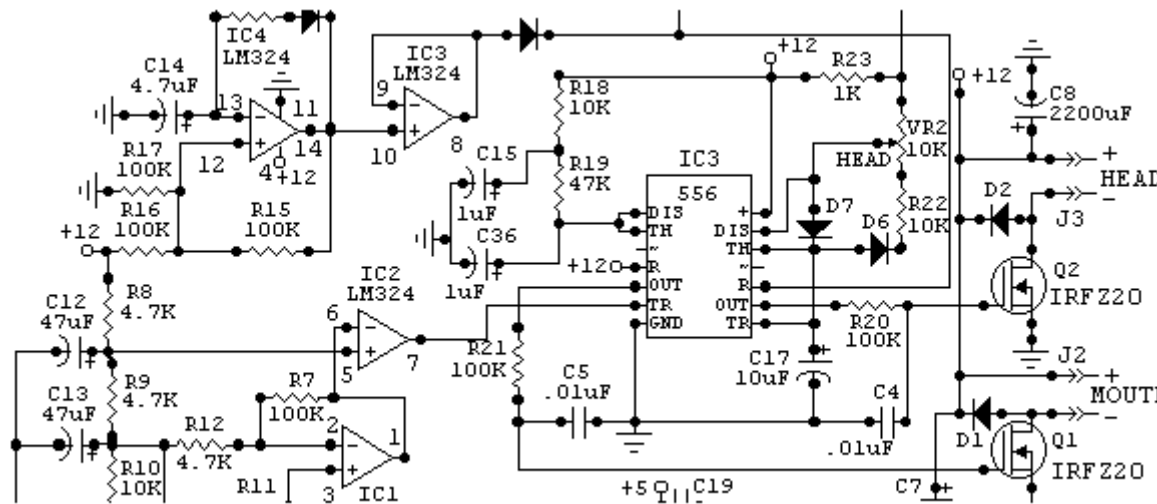 IC4
LM324
C14
4.7uF
13
11
12
14
4
+12
R17
100K
R16
100K
R15
100K
+12
IC3
LM324
9
10
8
R18
10K
R19
47K
C15
1uF
C36
1uF
+12
R23
1K
VR2
10K
HEAD
R22
10K
+12
C8
2200uF
+
HEAD
-
J3
D2
IC3
556
DIS
TH
~
R
OUT
TR
GND
+
DIS
TH
~
R
OUT
TR
+12
D7
D6
Q2
IRFZ20
R20
100K
C17
10uF
C4
.01uF
C5
.01uF
R21
100K
IC2
LM324
6
5
7
R8
4.7K
C12
47uF
R9
4.7K
C13
47uF
R12
4.7K
R7
100K
R10
10K
R11
2
3
1
IC1
J2
+
MOUTH
-
D1
Q1
IRFZ20
C7
+5
C19